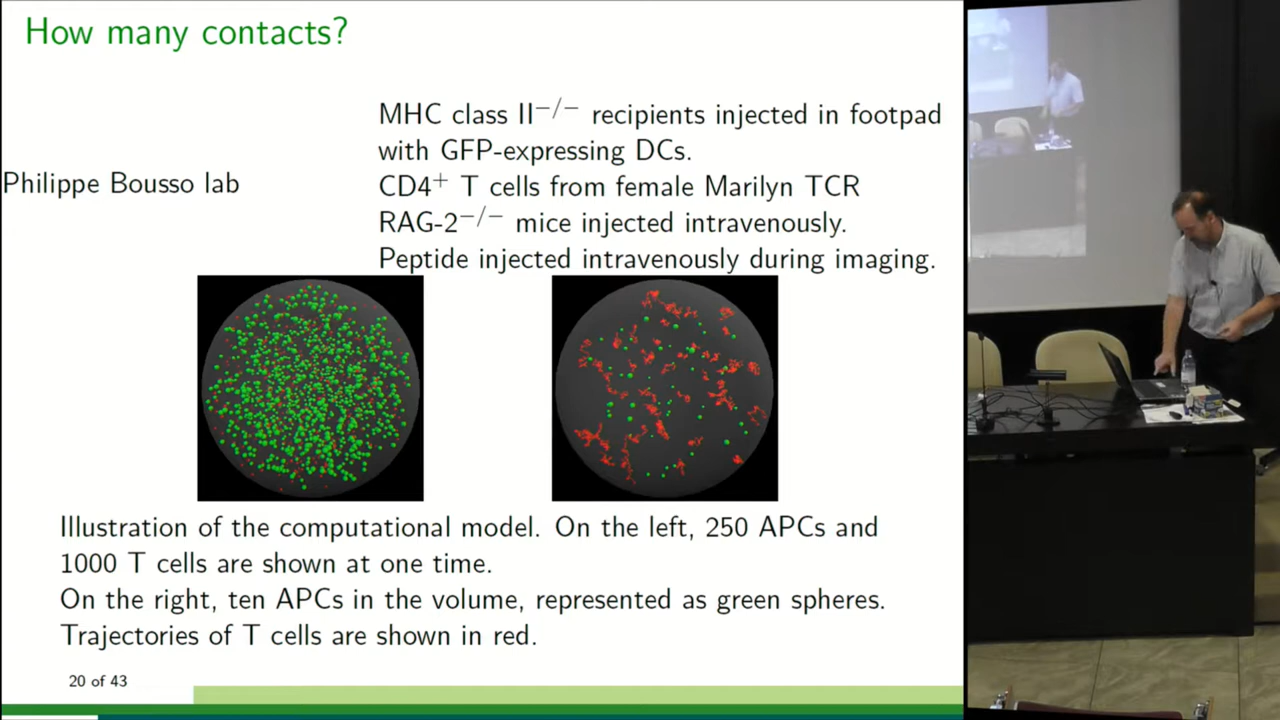 How many contacts?
MHC class II−/− recipients injected in footpad
with GFP-expressing DCs.
Philippe Bousso lab
CD4+ T cells from female Marilyn TCR
RAG-2−/− mice injected intravenously.
Peptide injected intravenously during imaging.
Illustration of the computational model. On the left, 250 APCs and
1000 T cells are shown at one time.
On the right, ten APCs in the volume, represented as green spheres.
Trajectories of T cells are shown in red.
20 of 43